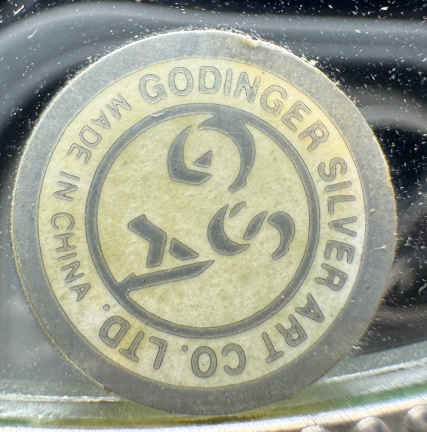 GODINGER SILVER ART CO. LTD.
MADE IN CHINA